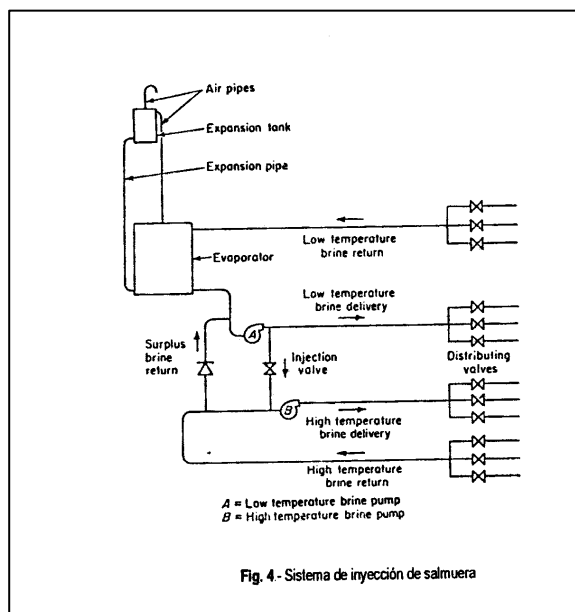 Air pipes
Expansion tank
Expansion pipe
Low temperature
brine return
Evaporator
Low temperature
brine delivery
Surplus
brine
return
A
Injection
valve
Distributing
valves
B
High temperature
brine delivery
High temperature
brine return
A = Low temperature brine pump
B = High temperature brine pump
Fig. 4.- Sistema de inyección de salmuera